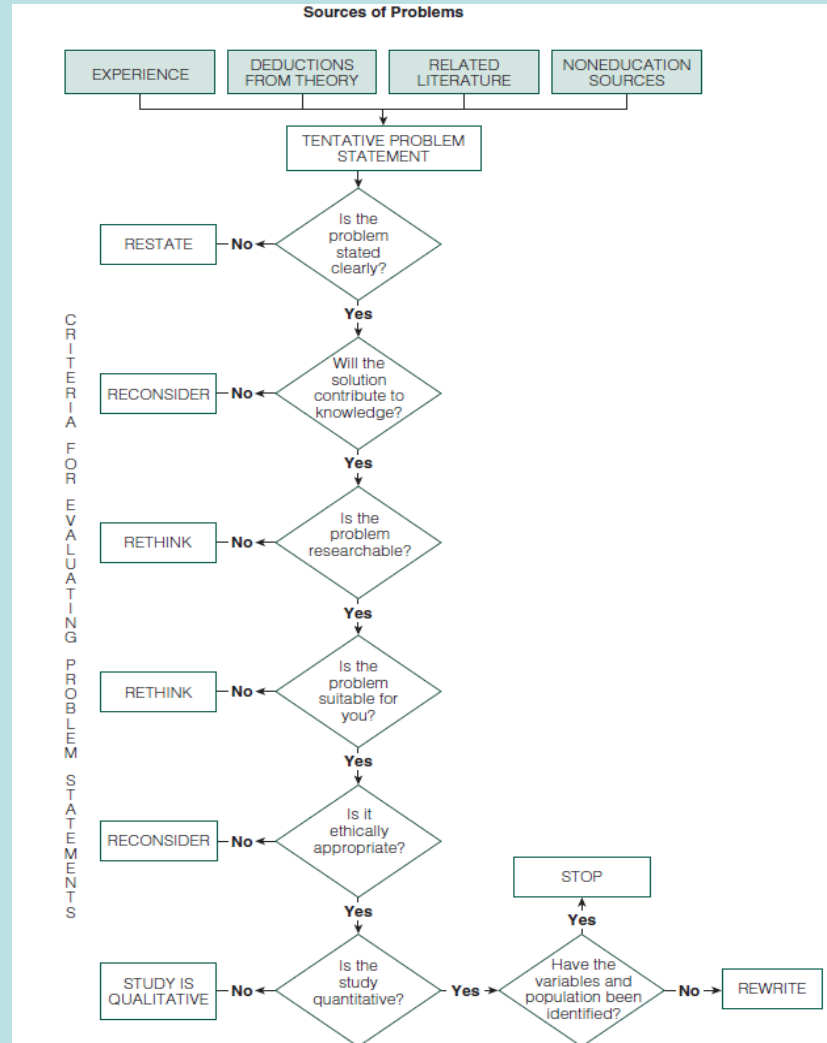 Sources of Problems
EXPERIENCE
DEDUCTIONS
FROM THEORY
RELATED
LITERATURE
NONEDUCATION
SOURCES
TENTATIVE PROBLEM
STATEMENT
Is the
problem
stated
clearly?
No
RESTATE
Yes
CRITERIA FOR EVALUATING PROBLEM STATEMENTS
Will the
solution
contribute to
knowledge?
No
RECONSIDER
Yes
Is the
problem
researchable?
No
RETHINK
Yes
Is the
problem
suitable for
you?
No
RETHINK
Yes
Is it
ethically
appropriate?
No
RECONSIDER
Yes
Is the
study
quantitative?
No
STUDY IS
QUALITATIVE
Yes
Have the
variables and
population been
identified?
Yes
STOP
No
REWRITE